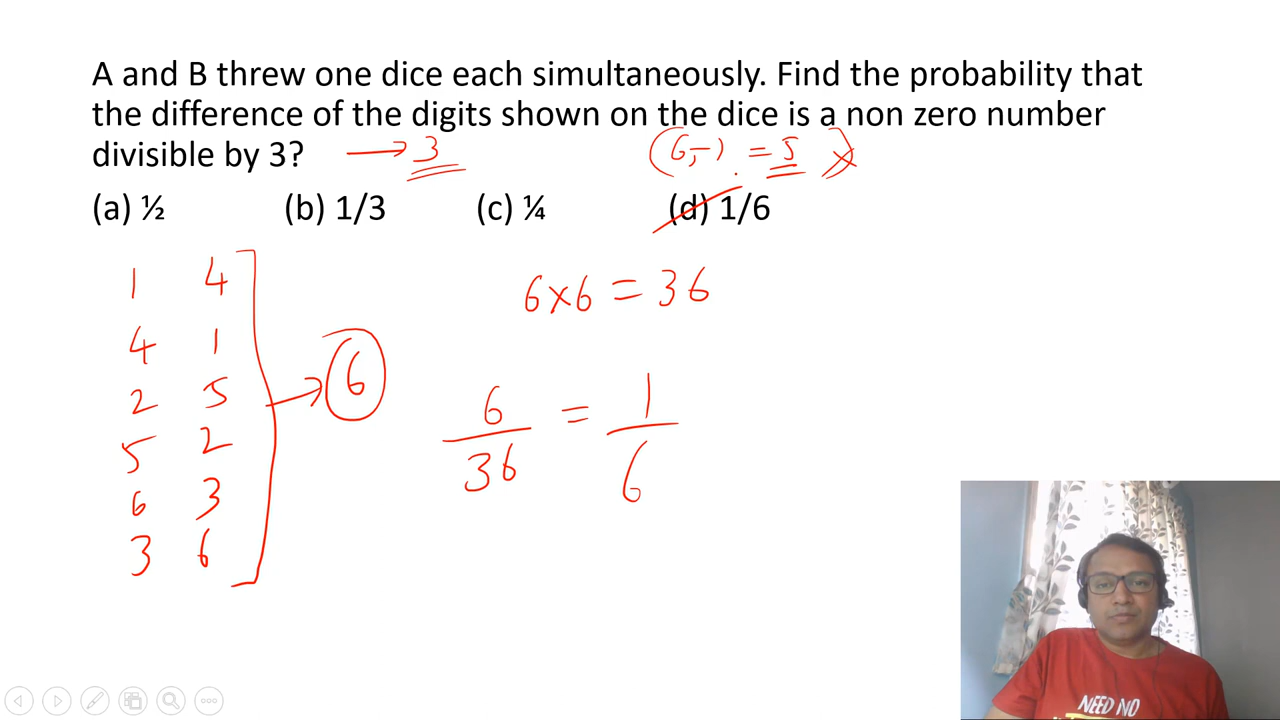 A and B threw one dice each simultaneously. Find the probability that
the difference of the digits shown on the dice is a non zero number
divisible by 3? → 3 (6,-) = 5
(a) ½ (b) 1/3 (c) ¼ (d) 1/6
1 4
4 1
2 5
5 2
6 3
3 6
→ 6
6x6 = 36
6/36 = 1/6
NEED NO